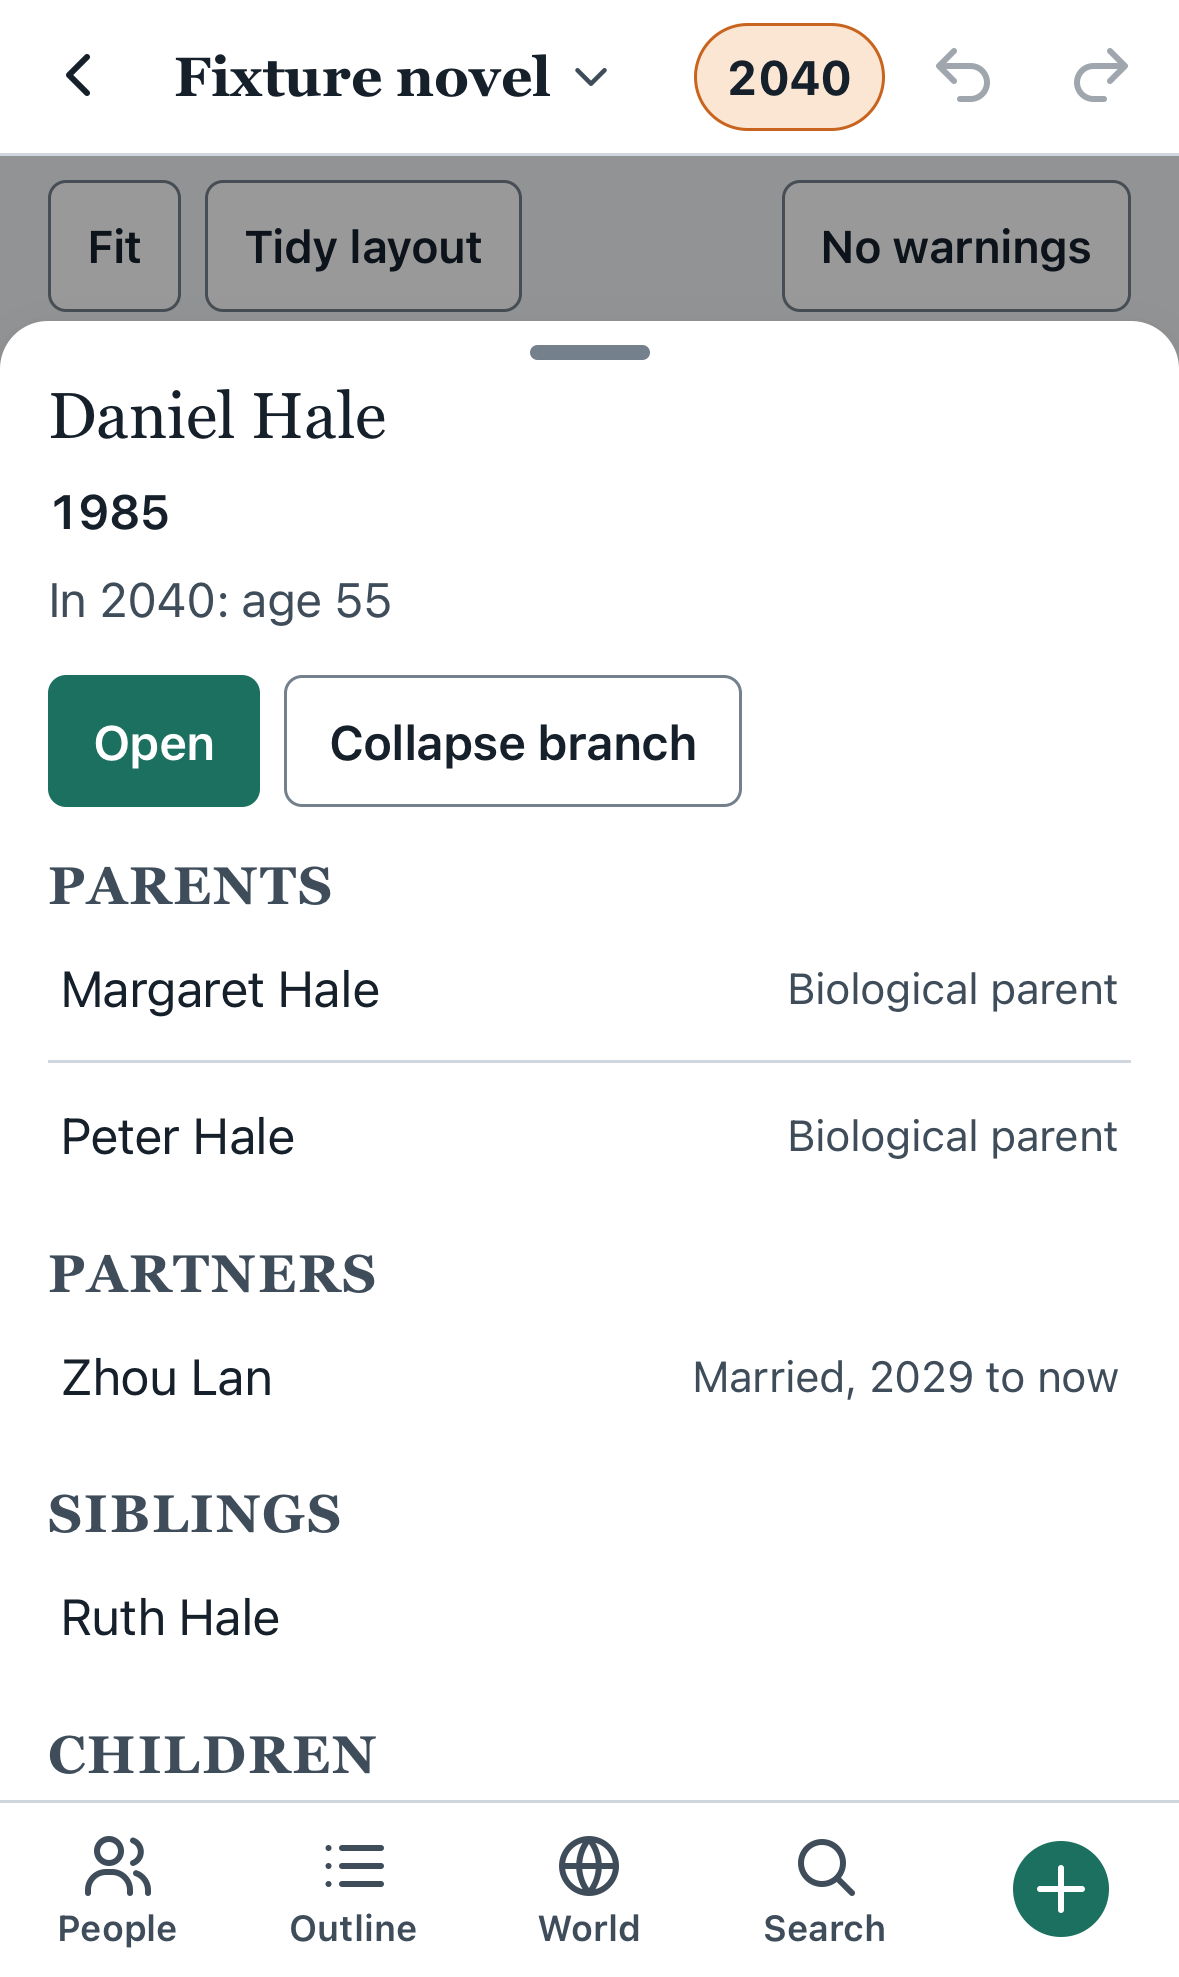 Fixture novel
2040
Fit
Tidy layout
No warnings
Daniel Hale
1985
In 2040: age 55
Open
Collapse branch
PARENTS
Margaret Hale
Biological parent
Peter Hale
Biological parent
PARTNERS
Zhou Lan
Married, 2029 to now
SIBLINGS
Ruth Hale
CHILDREN
People
Outline
World
Search